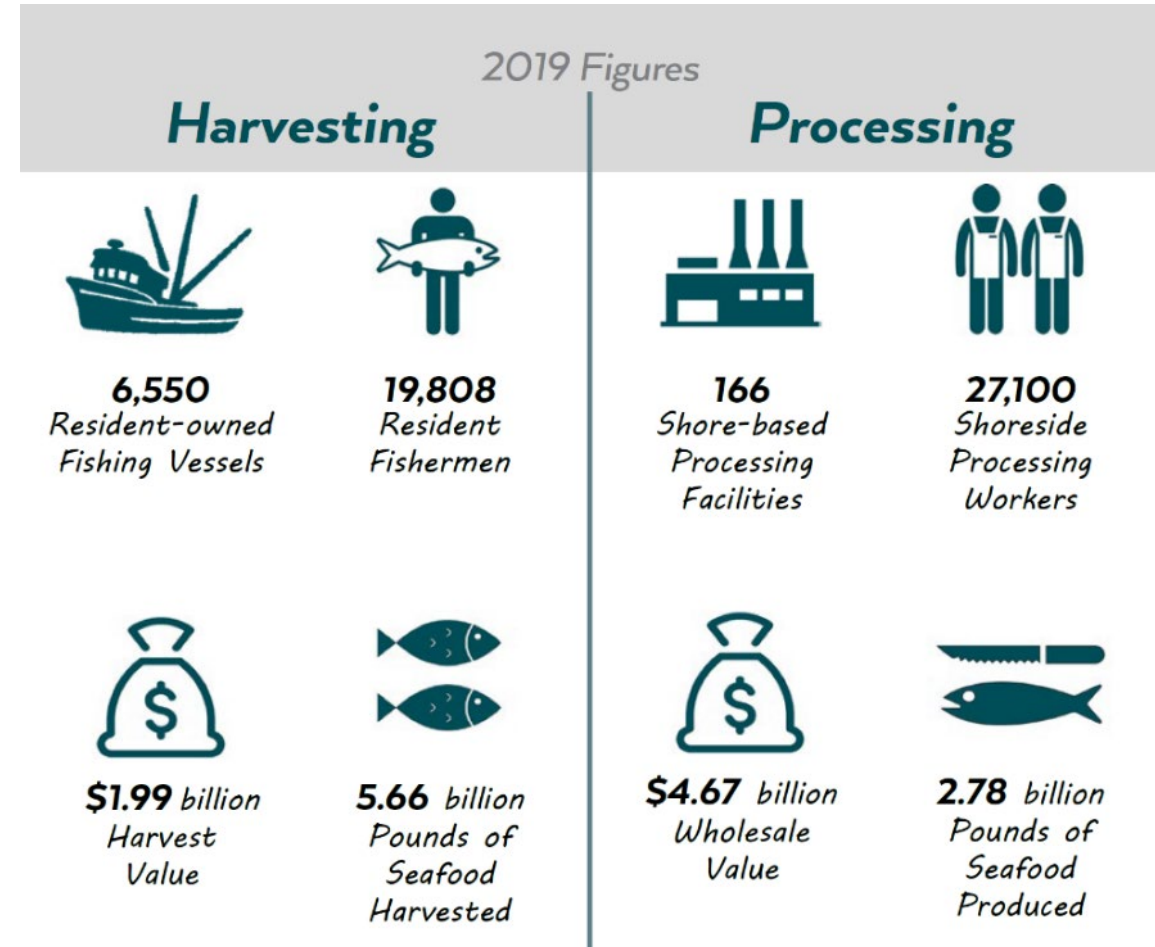 2019 Figures
Harvesting
Processing
6,550
Resident-owned
Fishing Vessels
19,808
Resident
Fishermen
166
Shore-based
Processing
Facilities
27,100
Shoreside
Processing
Workers
$1.99 billion
Harvest
Value
5.66 billion
Pounds of
Seafood
Harvested
$4.67 billion
Wholesale
Value
2.78 billion
Pounds of
Seafood
Produced